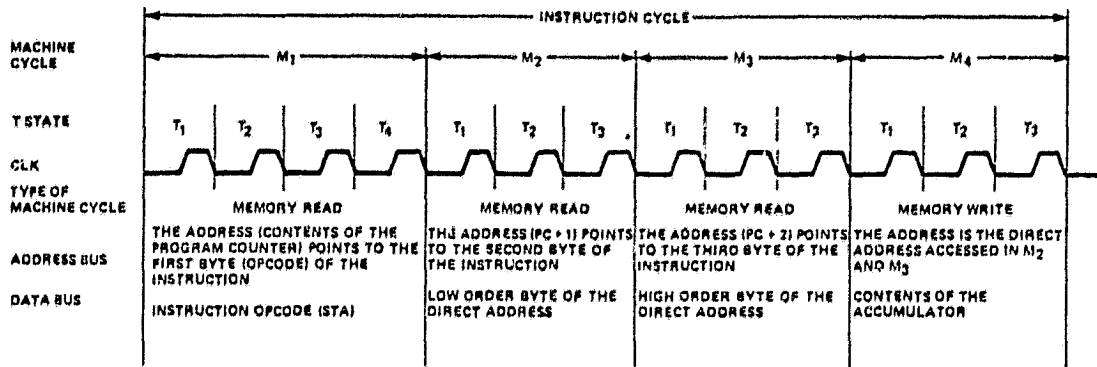 INSTRUCTION CYCLE
MACHINE
CYCLE
M1 M2 M3 M4
T STATE
T1 T2 T3 T4 T1 T2 T3 T1 T2 T3 T1 T2 T3
CLK
TYPE OF
MACHINE CYCLE
MEMORY READ MEMORY READ MEMORY READ MEMORY WRITE
ADDRESS BUS
THE ADDRESS (CONTENTS OF THE
PROGRAM COUNTER) POINTS TO THE
FIRST BYTE (OPCODE) OF THE
INSTRUCTION
THE ADDRESS (PC + 1) POINTS
TO THE SECOND BYTE OF
THE INSTRUCTION
THE ADDRESS (PC + 2) POINTS
TO THE THIRD BYTE OF THE
INSTRUCTION
THE ADDRESS IS THE DIRECT
ADDRESS ACCESSED IN M2
AND M3
DATA BUS
INSTRUCTION OPCODE (STA)
LOW ORDER BYTE OF THE
DIRECT ADDRESS
HIGH ORDER BYTE OF THE
DIRECT ADDRESS
CONTENTS OF THE
ACCUMULATOR